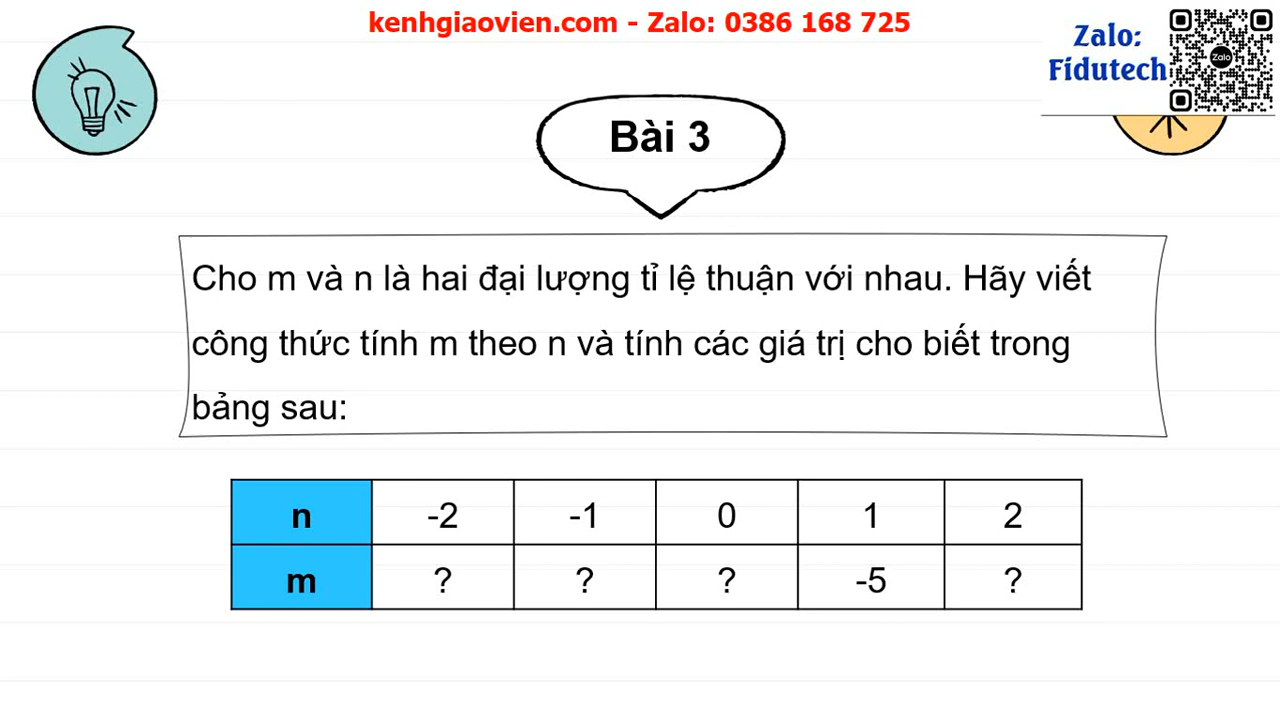 kenhgiaovien.com - Zalo: 0386 168 725
Zalo:
Fidutech
Zalo
Bài 3
Cho m và n là hai đại lượng tỉ lệ thuận với nhau. Hãy viết
công thức tính m theo n và tính các giá trị cho biết trong
bảng sau:
n -2 -1 0 1 2
m ? ? ? -5 ?